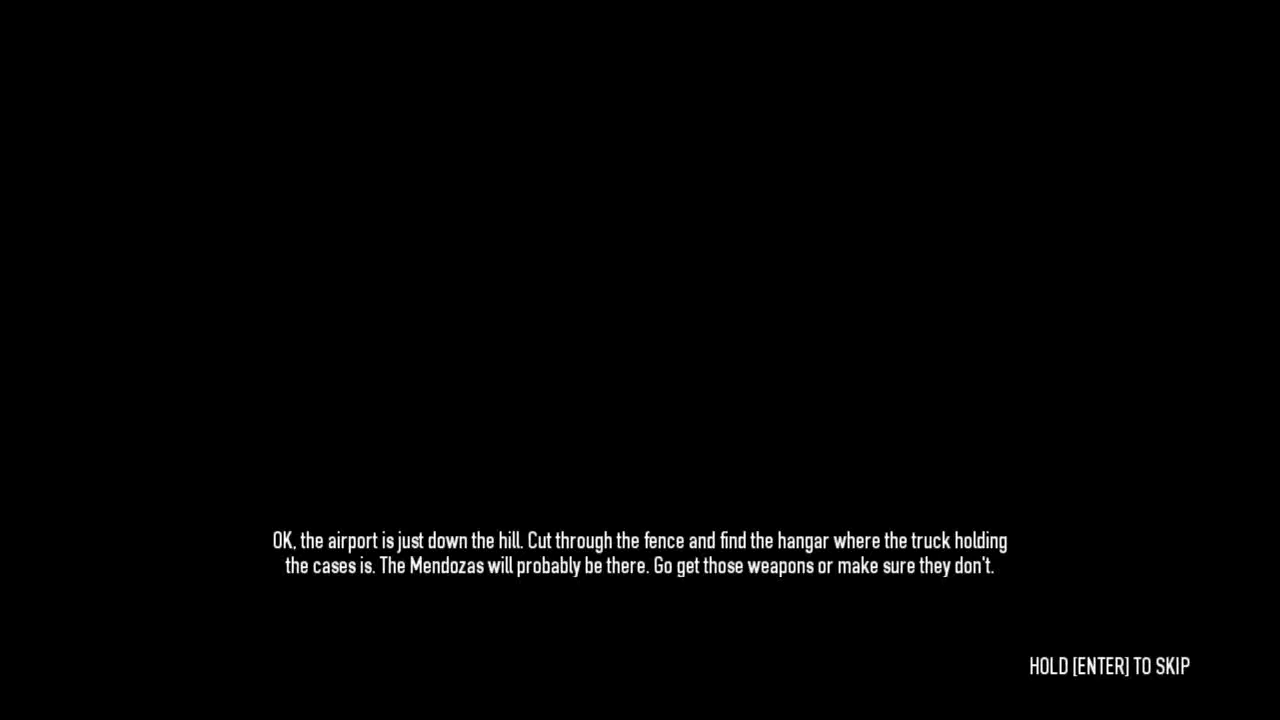 OK, the airport is just down the hill. Cut through the fence and find the hangar where the truck holding
the cases is. The Mendozas will probably be there. Go get those weapons or make sure they don't.
HOLD [ENTER] TO SKIP